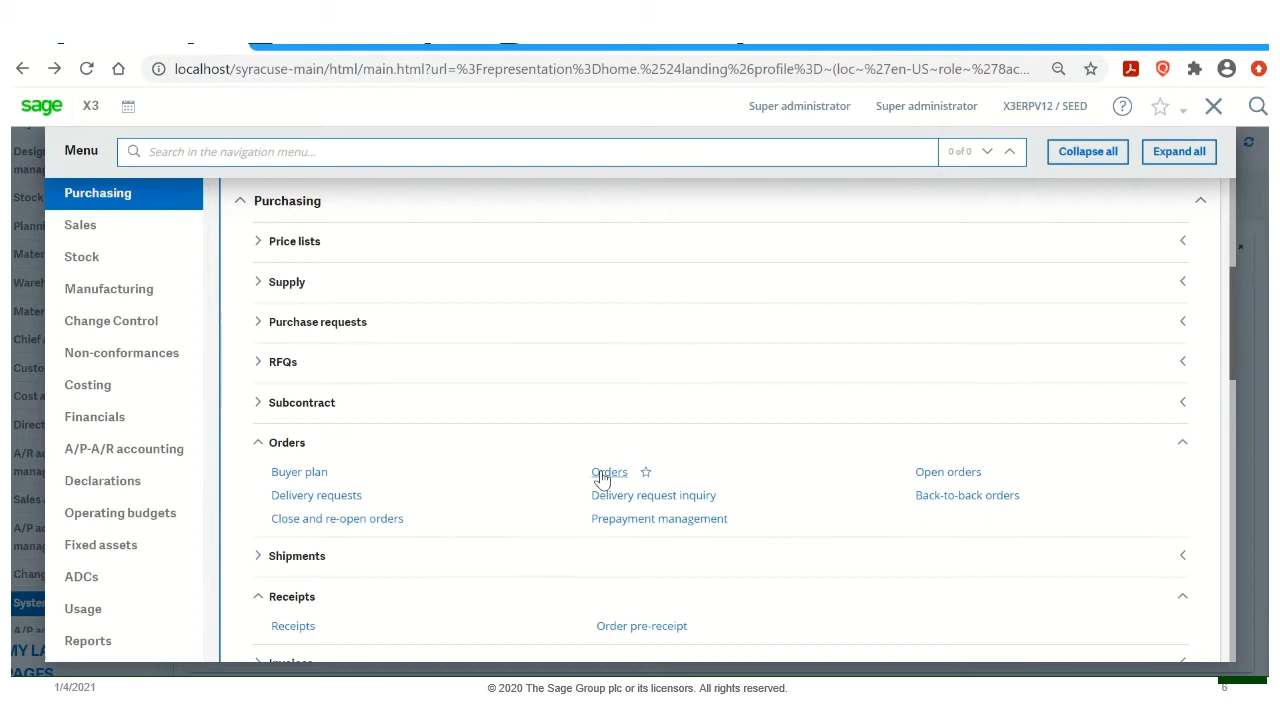 localhost/syracuse-main/html/main.html?url=%3Frepresentation%3Dhome.%2524landing%26profile%3D~(loc~%27en-US~role~%278ac...
sage X3 Super administrator Super administrator X3ERPV12 / SEED
Menu Search in the navigation menu... 0 of 0 Collapse all Expand all
Purchasing
Sales
Stock
Manufacturing
Change Control
Non-conformances
Costing
Financials
A/P-A/R accounting
Declarations
Operating budgets
Fixed assets
ADCs
Usage
Reports
Purchasing
Price lists
Supply
Purchase requests
RFQs
Subcontract
Orders
Buyer plan Orders Open orders
Delivery requests Delivery request inquiry Back-to-back orders
Close and re-open orders Prepayment management
Shipments
Receipts
Receipts Order pre-receipt
Invoices
1/4/2021 © 2020 The Sage Group plc or its licensors. All rights reserved. 6